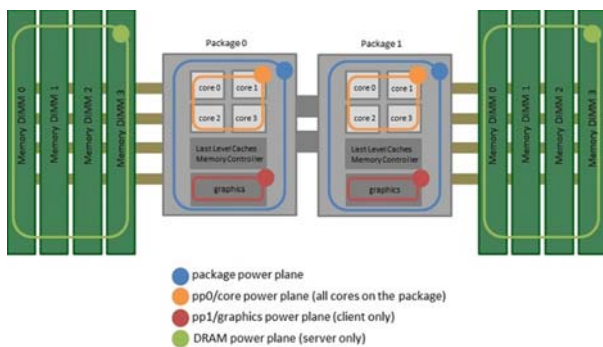 Package 0
Package 1
Memory DIMM 0
Memory DIMM 1
Memory DIMM 2
Memory DIMM 3
core 0
core 1
core 2
core 3
Last Level Caches
Memory Controller
graphics
core 0
core 1
core 2
core 3
Last Level Caches
Memory Controller
graphics
Memory DIMM 3
Memory DIMM 0
Memory DIMM 1
Memory DIMM 2
package power plane
pp0/core power plane (all cores on the package)
pp1/graphics power plane (client only)
DRAM power plane (server only)